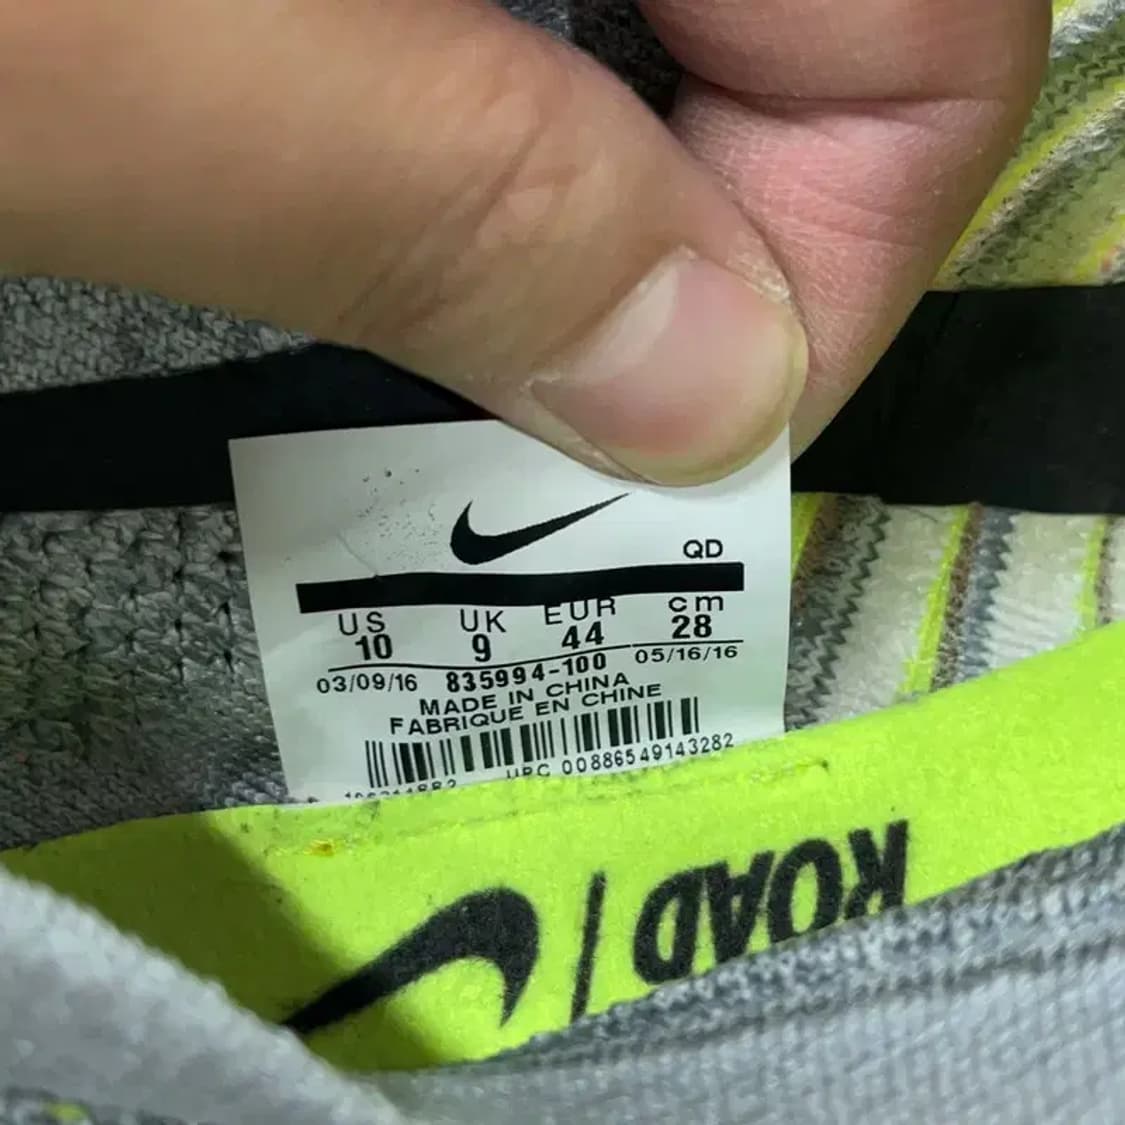 QD
US UK EUR cm
10 9 44 28
03/09/16 835994-100 05/16/16
MADE IN CHINA
FABRIQUE EN CHINE
UPC 00886549143282
ROAD